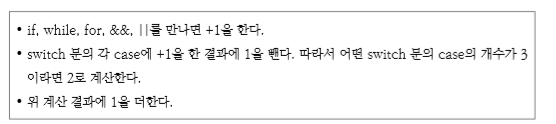 • if, while, for, &&, ||를 만나면 +1을 한다.
• switch 문의 각 case에 +1을 한 결과에 1을 뺀다. 따라서 어떤 switch 문의 case의 개수가 3
이라면 2로 계산한다.
• 위 계산 결과에 1을 더한다.